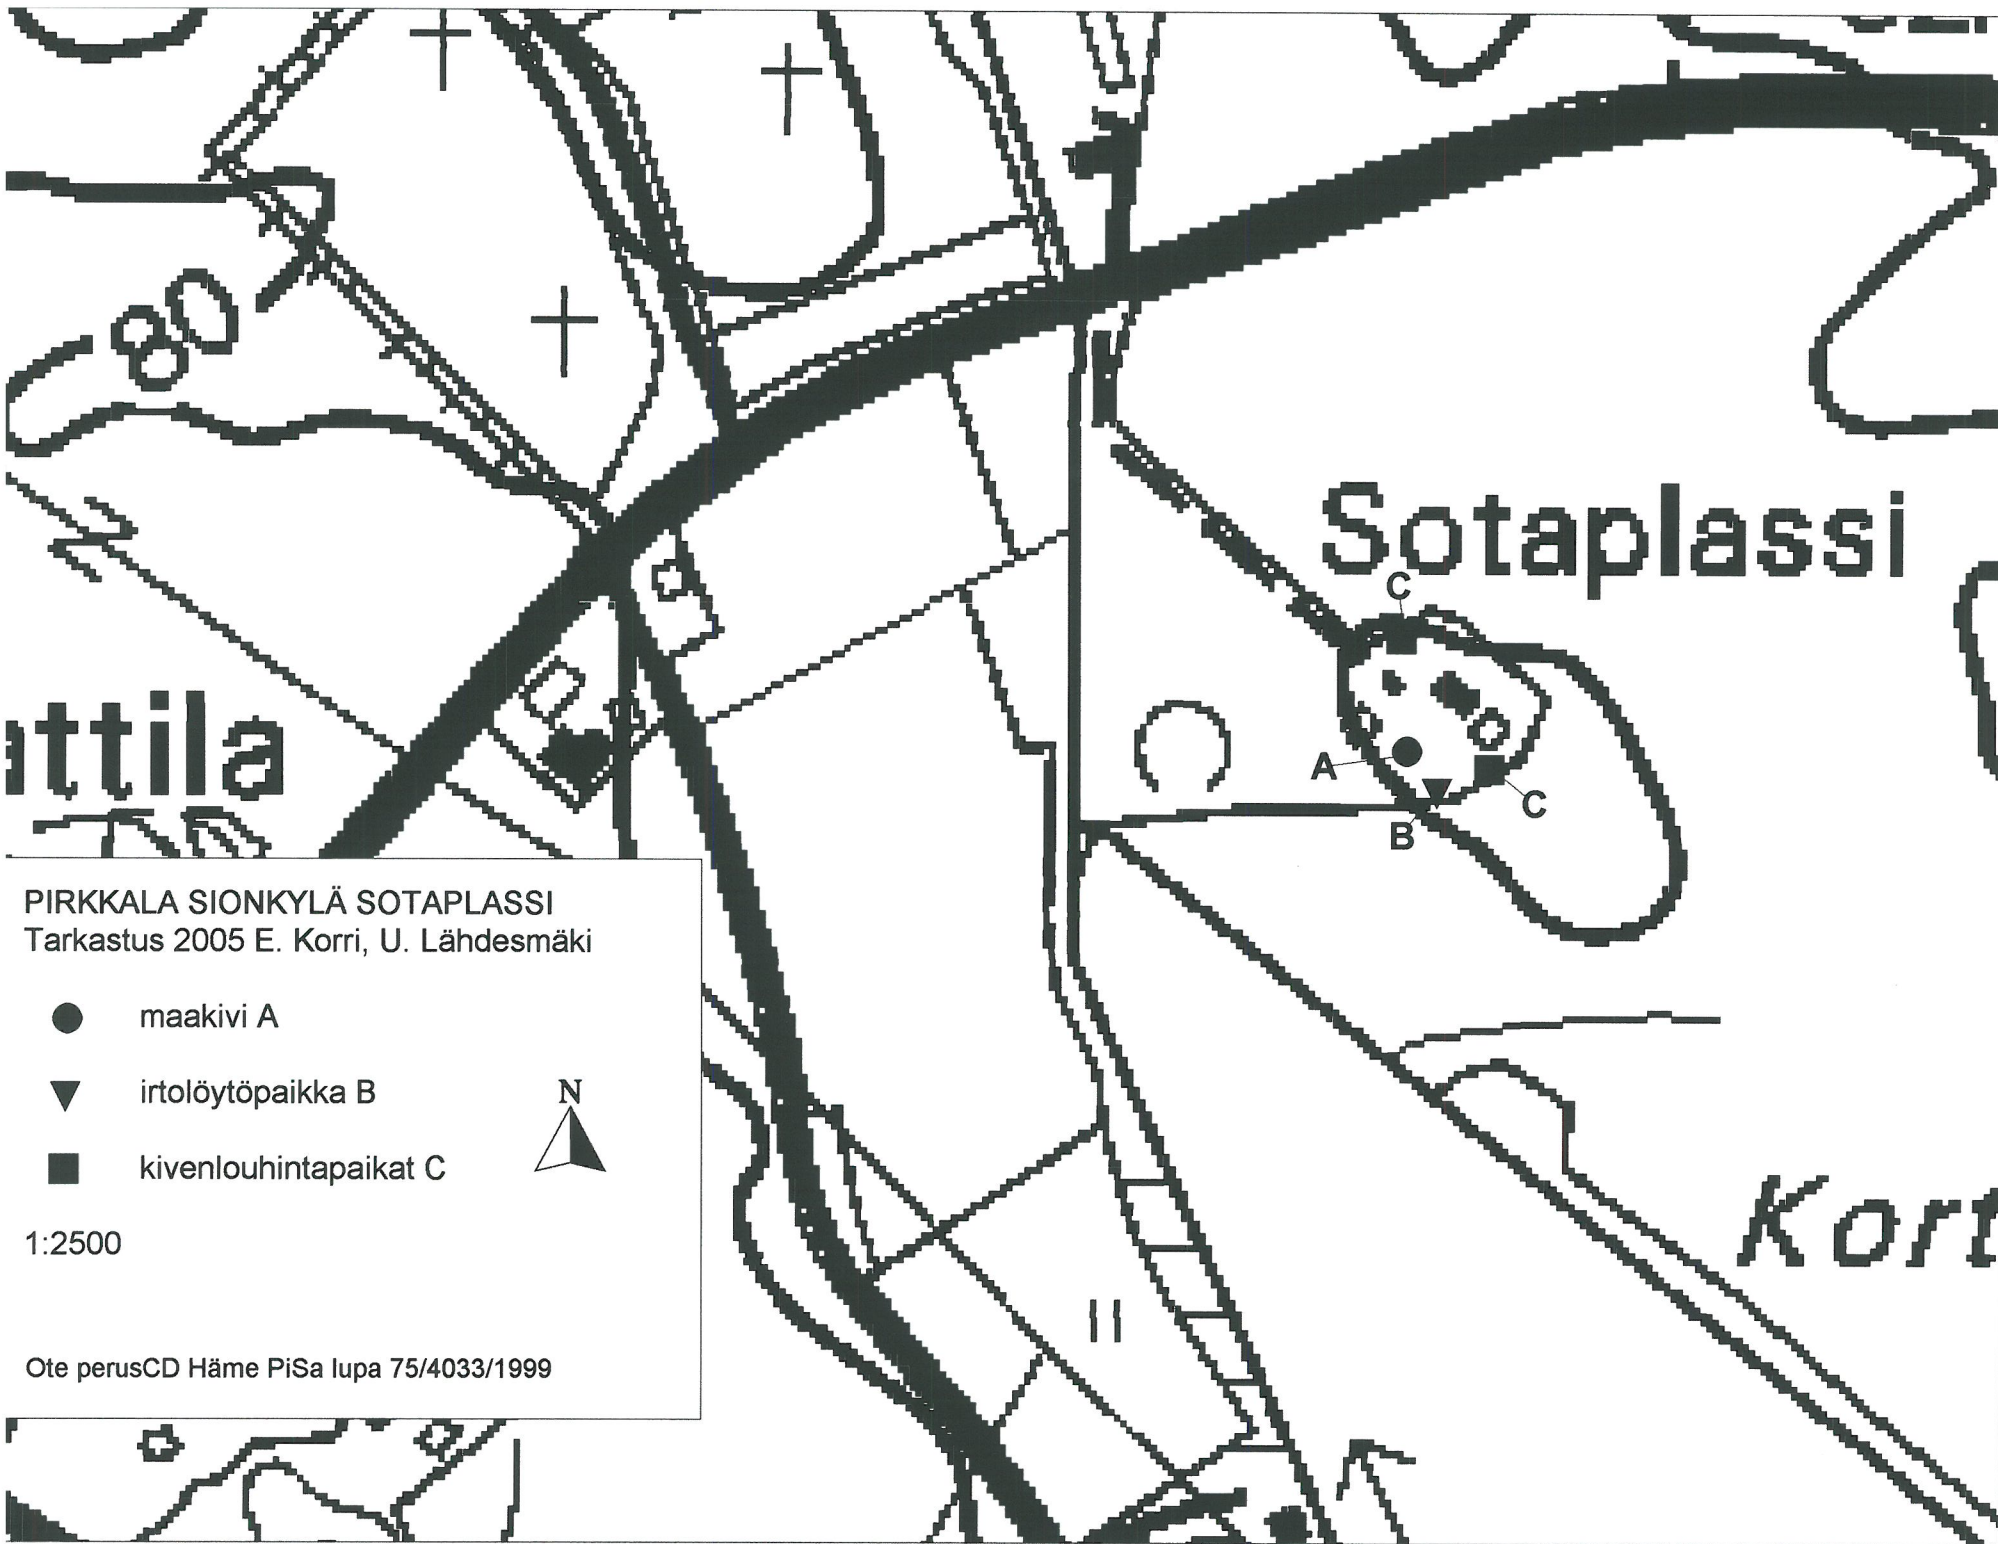 80
Sotaplassi
C
A
C
B
attila
PIRKKALA SIONKYLÄ SOTAPLASSI
Tarkastus 2005 E. Korri, U. Lähdesmäki
maakivi A
irtolöytöpaikka B
N
kivenlouhintapaikat C
1:2500
Ote perusCD Häme PiSa lupa 75/4033/1999
Kort